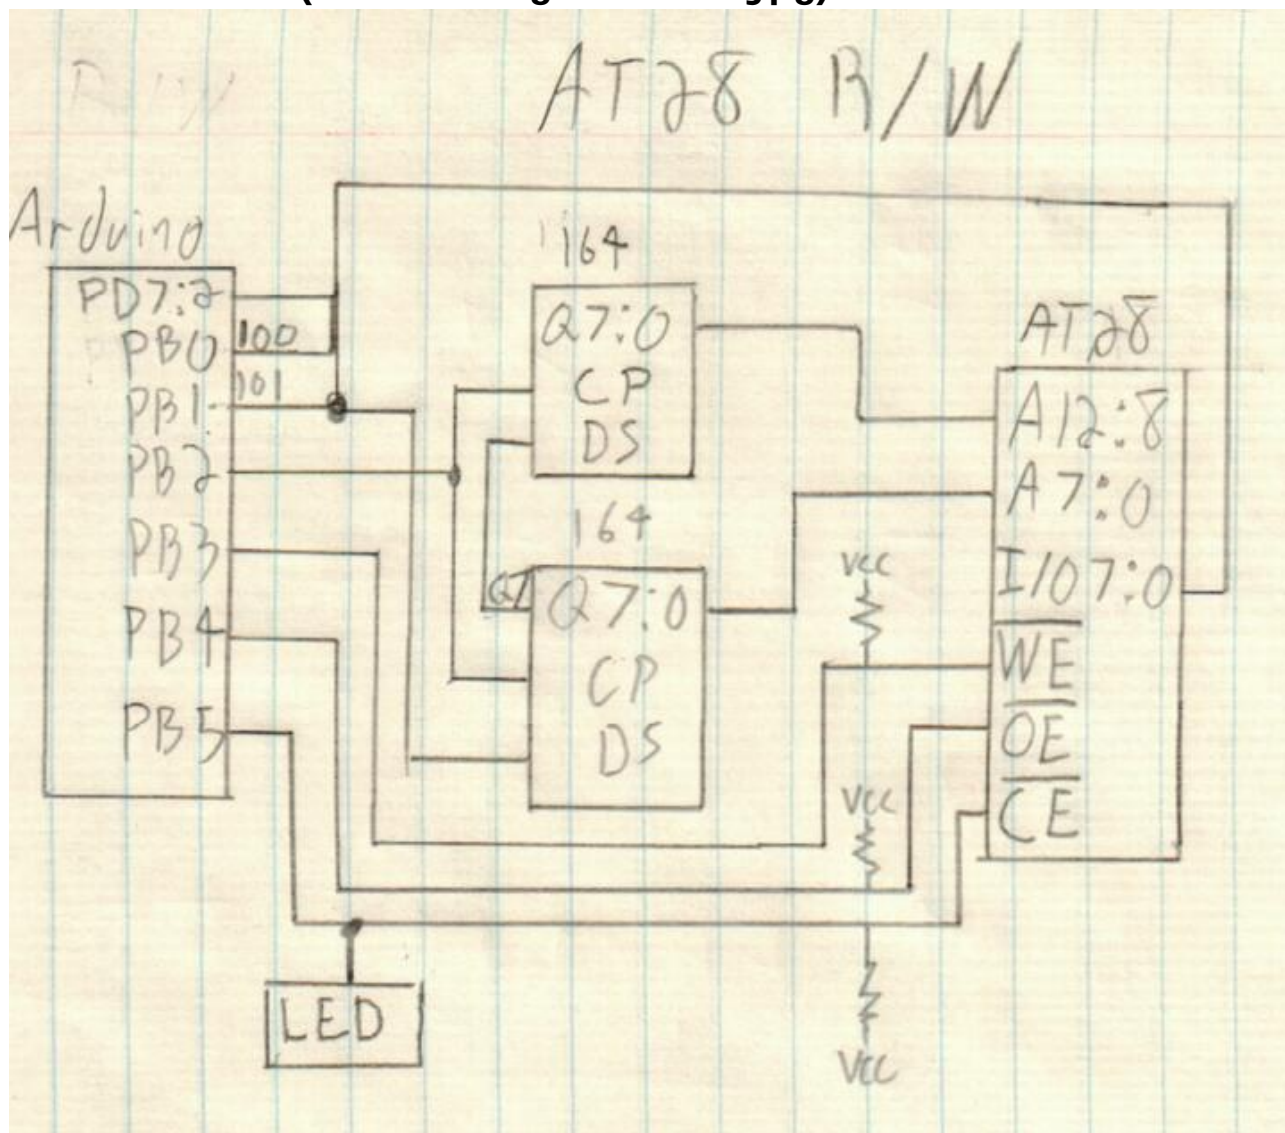 AT28 R/W
Arduino
PD7:2
PB0 100
PB1 101
PB2
PB3
PB4
PB5
'164
Q7:0
CP
DS
164
Q7 Q7:0
CP
DS
AT28
A12:8
A7:0
I/O7:0
WE
OE
CE
VCC
VCC
VCC
LED